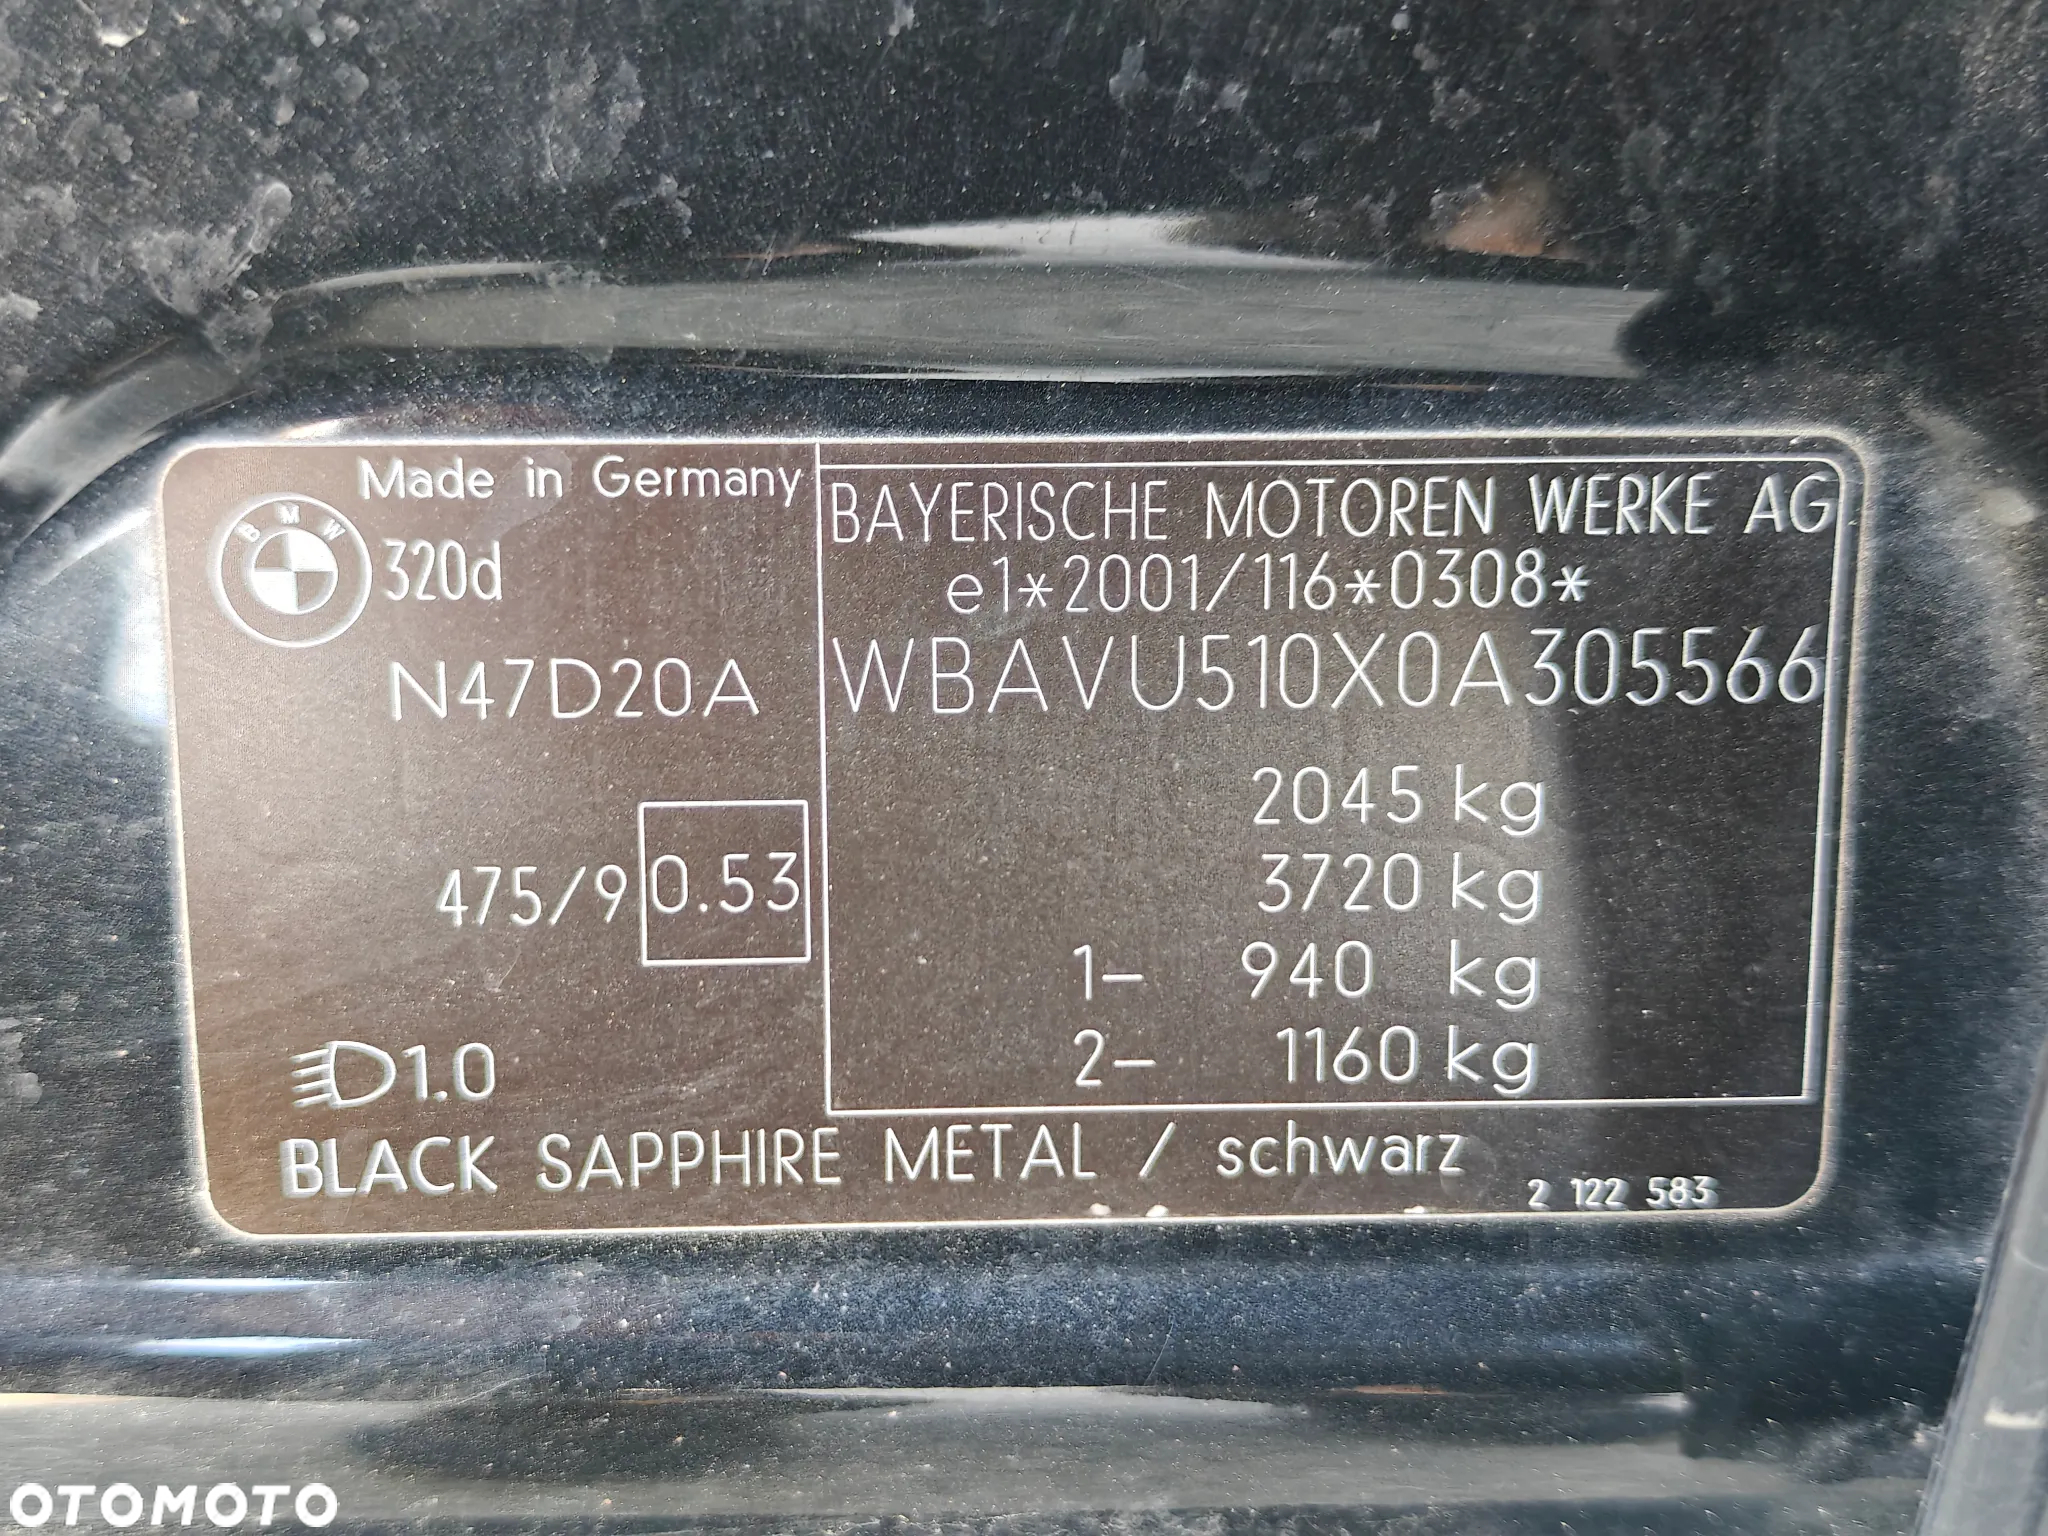 Made in Germany
BMW
320d
N47D20A
475/9 0.53
1.0
BAYERISCHE MOTOREN WERKE AG
e1*2001/116*0308*
WBAVU510X0A305566
2045 kg
3720 kg
1- 940 kg
2- 1160 kg
BLACK SAPPHIRE METAL / schwarz
2 122 583
OTOMOTO